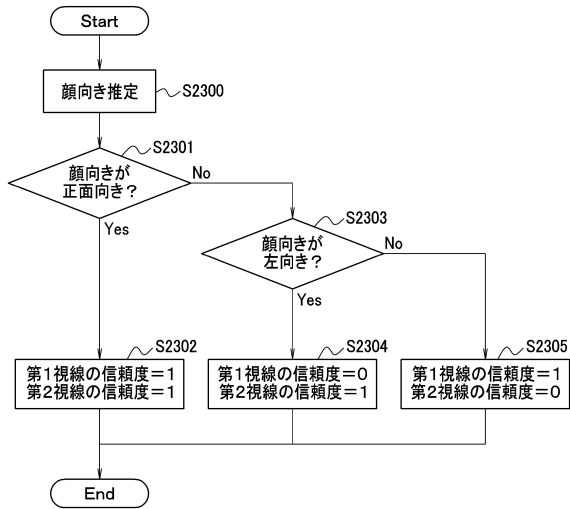 Start
顔向き推定
S2300
S2301
顔向きが
正面向き？
No
Yes
S2303
顔向きが
左向き？
No
Yes
S2302
第1視線の信頼度＝1
第2視線の信頼度＝1
S2304
第1視線の信頼度＝0
第2視線の信頼度＝1
S2305
第1視線の信頼度＝1
第2視線の信頼度＝0
End